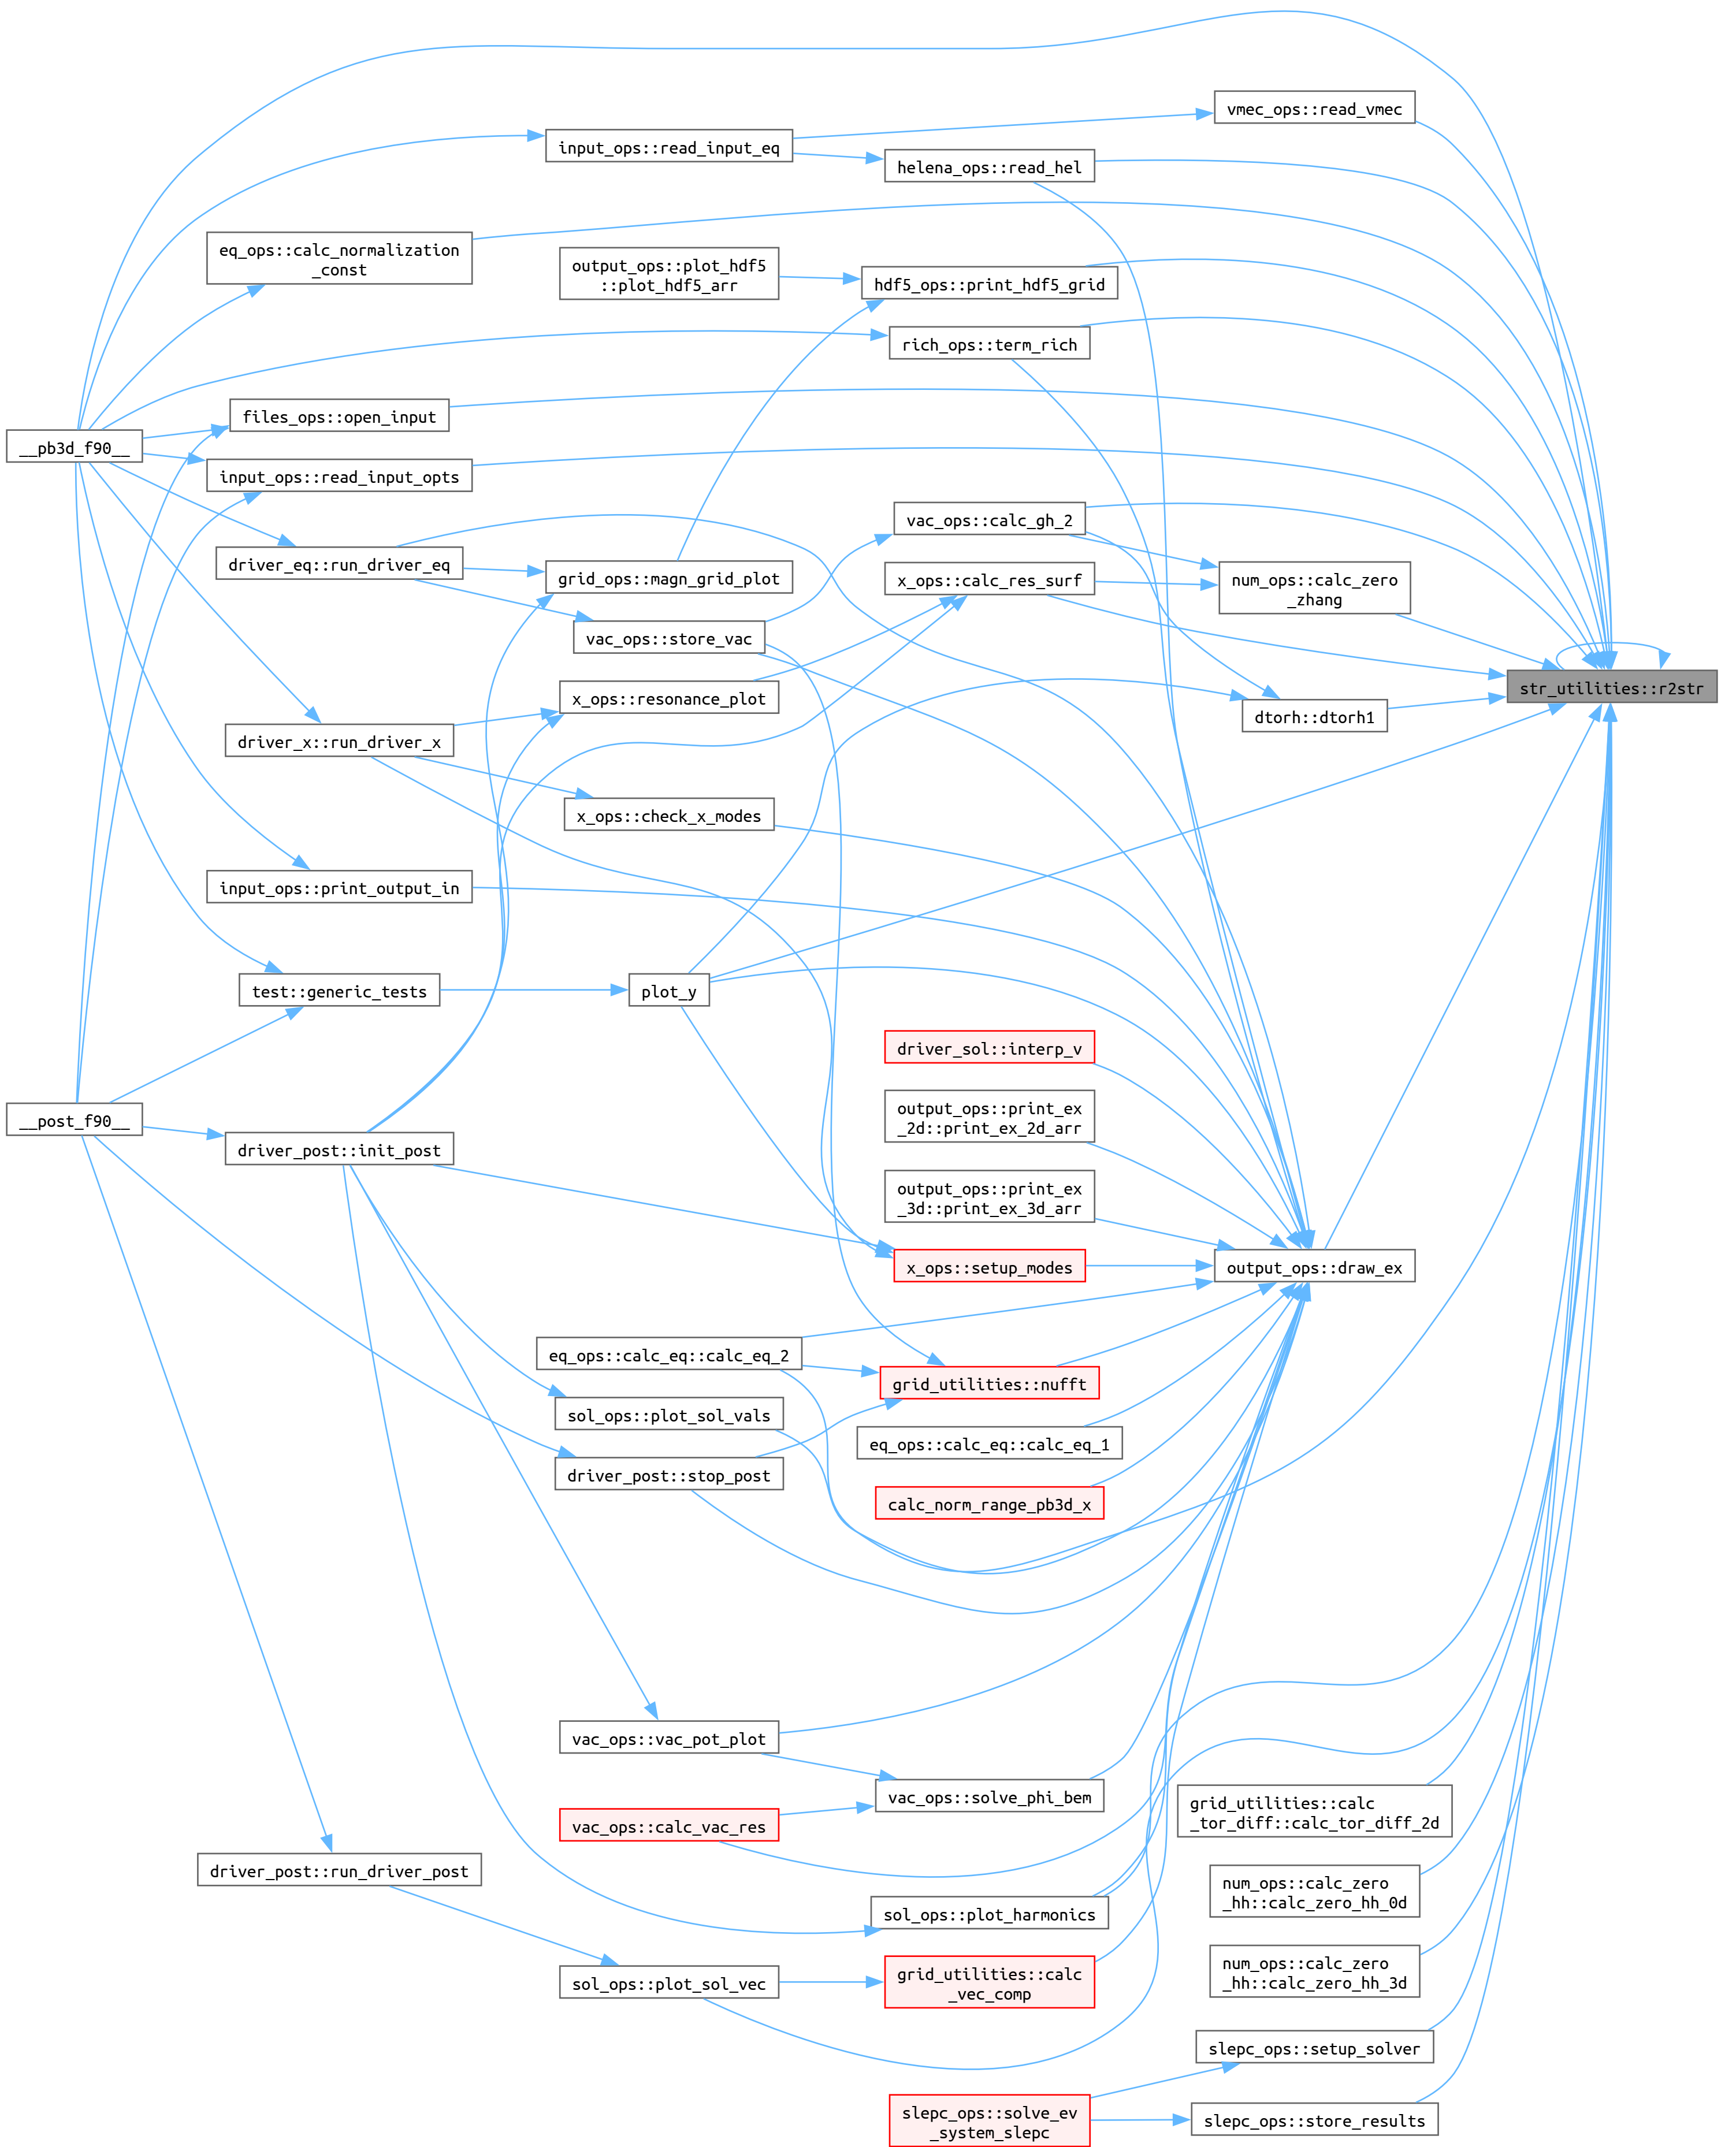 vmec_ops::read_vmec
input_ops::read_input_eq
helena_ops::read_hel
eq_ops::calc_normalization
_const
output_ops::plot_hdf5
::plot_hdf5_arr
hdf5_ops::print_hdf5_grid
rich_ops::term_rich
files_ops::open_input
__pb3d_f90__
input_ops::read_input_opts
vac_ops::calc_gh_2
driver_eq::run_driver_eq
grid_ops::magn_grid_plot
x_ops::calc_res_surf
num_ops::calc_zero
_zhang
vac_ops::store_vac
str_utilities::r2str
x_ops::resonance_plot
dtorh::dtorh1
driver_x::run_driver_x
x_ops::check_x_modes
input_ops::print_output_in
test::generic_tests
plot_y
driver_sol::interp_v
output_ops::print_ex
_2d::print_ex_2d_arr
__post_f90__
driver_post::init_post
output_ops::print_ex
_3d::print_ex_3d_arr
x_ops::setup_modes
output_ops::draw_ex
eq_ops::calc_eq::calc_eq_2
grid_utilities::nufft
sol_ops::plot_sol_vals
eq_ops::calc_eq::calc_eq_1
driver_post::stop_post
calc_norm_range_pb3d_x
vac_ops::vac_pot_plot
vac_ops::solve_phi_bem
grid_utilities::calc
_tor_diff::calc_tor_diff_2d
vac_ops::calc_vac_res
driver_post::run_driver_post
num_ops::calc_zero
_hh::calc_zero_hh_0d
sol_ops::plot_harmonics
num_ops::calc_zero
_hh::calc_zero_hh_3d
sol_ops::plot_sol_vec
grid_utilities::calc
_vec_comp
slepc_ops::setup_solver
slepc_ops::solve_ev
_system_slepc
slepc_ops::store_results